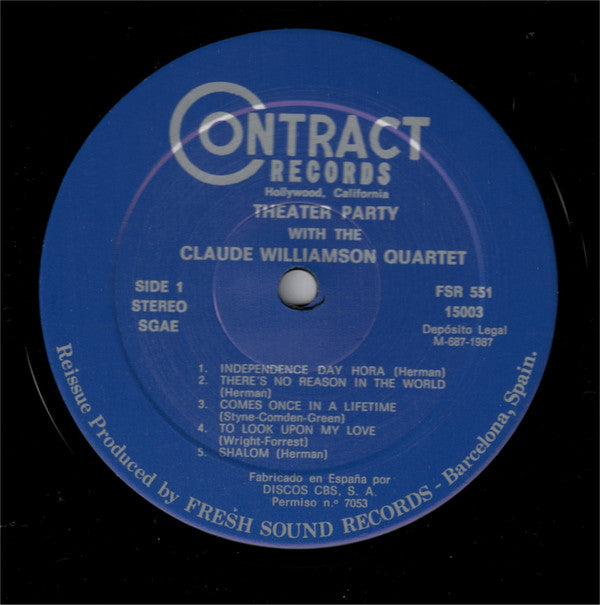 CONTRACT
RECORDS
Hollywood, California
THEATER PARTY
WITH THE
CLAUDE WILLIAMSON QUARTET
SIDE 1
STEREO
SGAE
FSR 551
15003
Depósito Legal
M-687-1987
1. INDEPENDENCE DAY HORA (Herman)
2. THERE'S NO REASON IN THE WORLD
(Herman)
3. COMES ONCE IN A LIFETIME
(Styne-Comden-Green)
4. TO LOOK UPON MY LOVE
(Wright-Forrest)
5. SHALOM (Herman)
Fabricado en España por
DISCOS CBS, S. A.
Permiso n.º 7053
Reissue Produced by FRESH SOUND RECORDS - Barcelona, Spain.